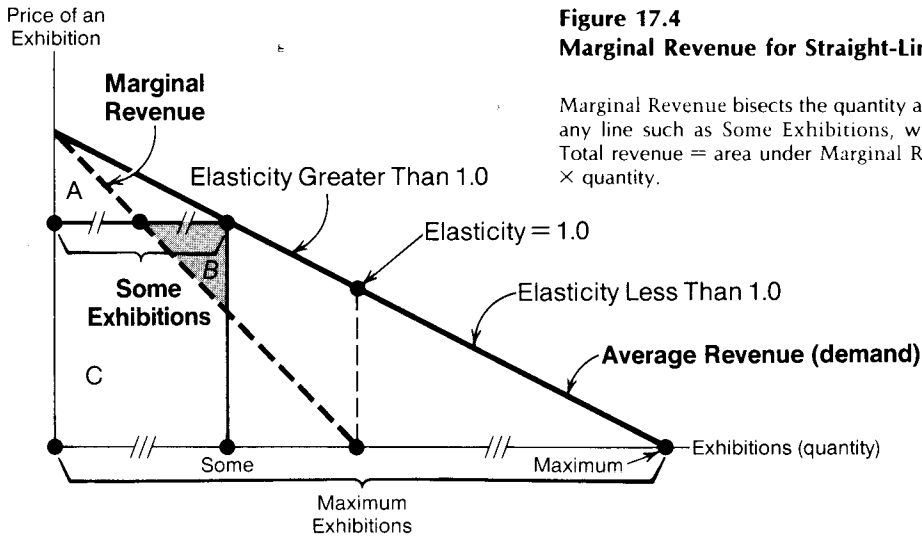 Price of an
Exhibition
Figure 17.4
Marginal Revenue for Straight-Lin
Marginal Revenue bisects the quantity a
any line such as Some Exhibitions, w
Total revenue = area under Marginal R
× quantity.
Marginal
Revenue
A
Elasticity Greater Than 1.0
Elasticity = 1.0
B
Some
Exhibitions
Elasticity Less Than 1.0
Average Revenue (demand)
C
Some
Maximum
Exhibitions (quantity)
Maximum
Exhibitions